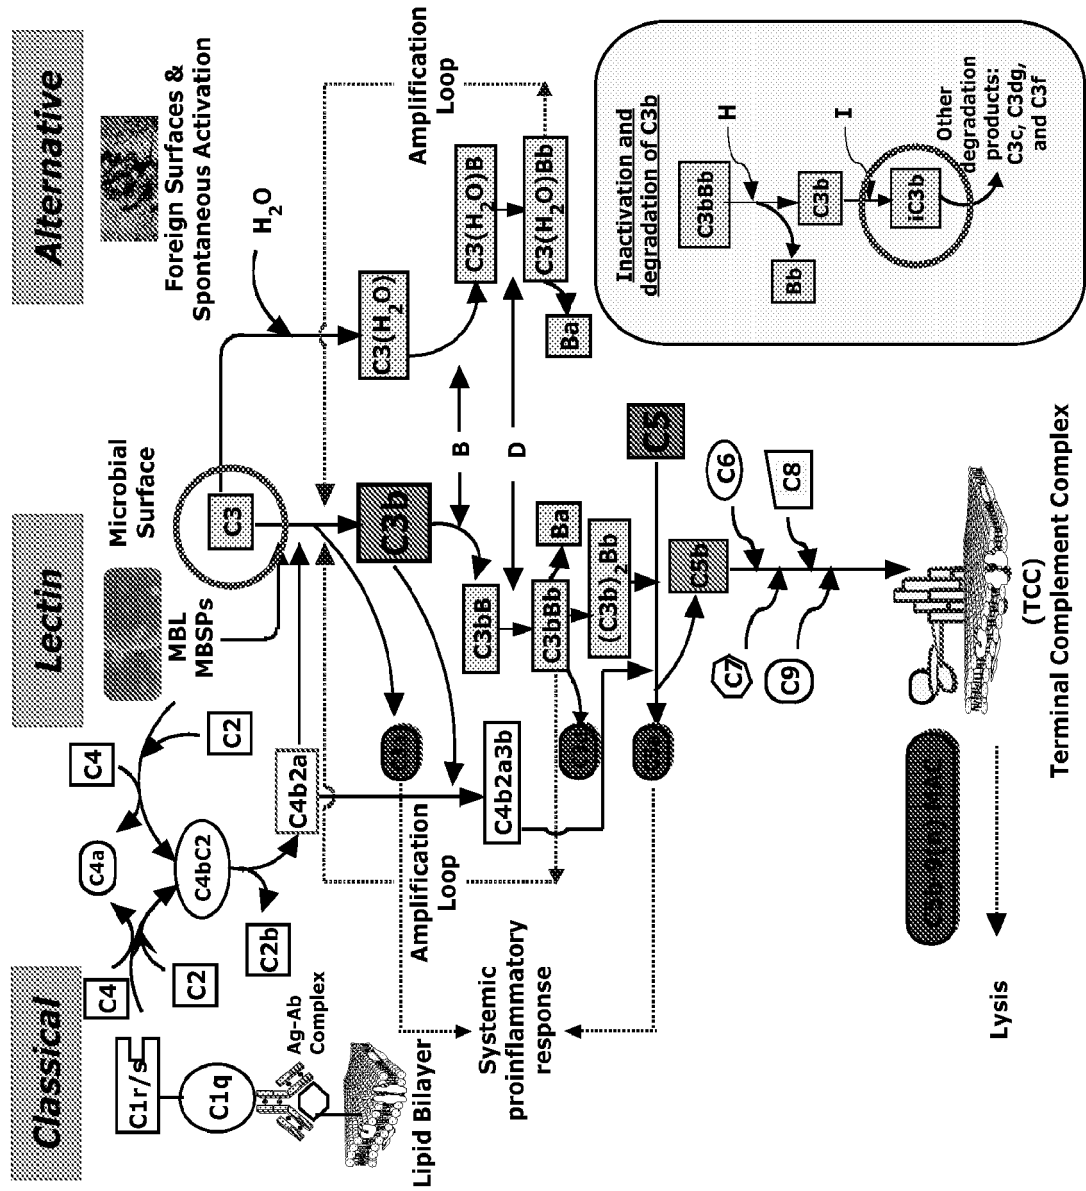 Classical
Lectin
Alternative
C1r/s
C1q
Ag-Ab
Complex
Lipid Bilayer
C4
C2
C4a
C4bC2
C2b
C4
C2
C4b2a
MBL
MBSPs
Microbial
Surface
Foreign Surfaces &
Spontaneous Activation
C3
H2O
C3(H2O)
C3b
Amplification
Loop
Amplification
Loop
B
D
C3(H2O)B
C3(H2O)Bb
Ba
C3bB
C3bBb
Ba
(C3b)2Bb
C4b2a3b
C5
C5b
Systemic
proinflammatory
response
C6
C7
C8
C9
C5b-9(n) MAC
Lysis
(TCC)
Terminal Complement Complex
Inactivation and
degradation of C3b
C3bBb
H
Bb
C3b
I
iC3b
Other
degradation
products:
C3c, C3dg,
and C3f